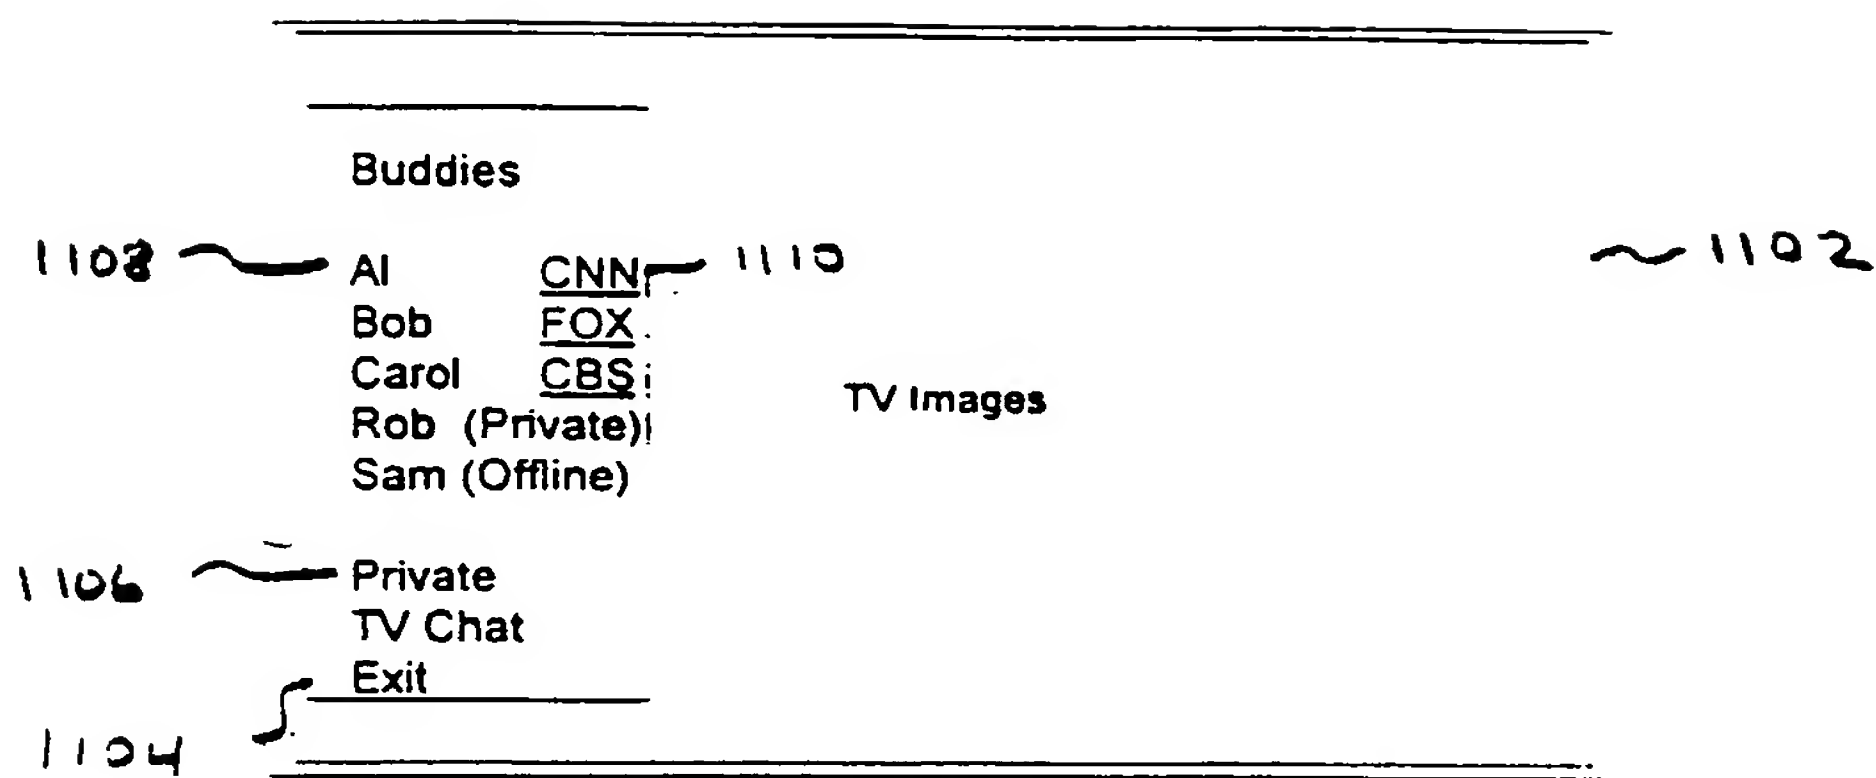 Buddies
1108 Al CNN 1110 1102
Bob FOX
Carol CBS
TV Images
Rob (Private)
Sam (Offline)
1106 Private
TV Chat
Exit
1104